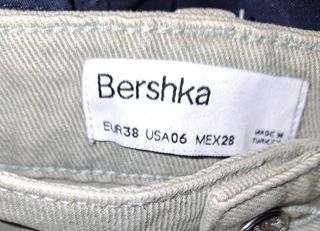 Bershka
EUR38 USA06 MEX28
MADE IN
TURKEY